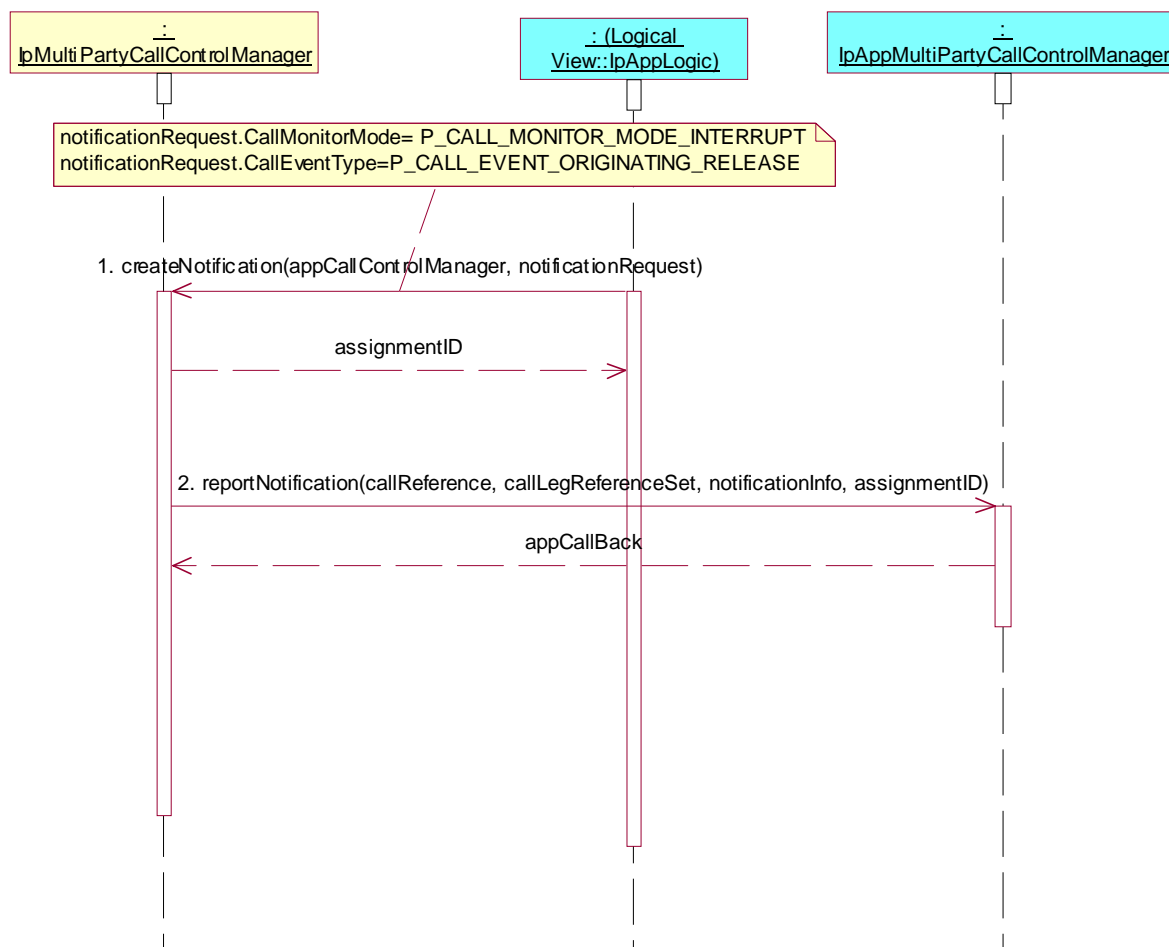 :
IpMultiPartyCallControlManager
: (Logical
View::IpAppLogic)
:
IpAppMultiPartyCallControlManager
notificationRequest.CallMonitorMode= P_CALL_MONITOR_MODE_INTERRUPT
notificationRequest.CallEventType=P_CALL_EVENT_ORIGINATING_RELEASE
1. createNotification(appCallControlManager, notificationRequest)
assignmentID
2. reportNotification(callReference, callLegReferenceSet, notificationInfo, assignmentID)
appCallBack